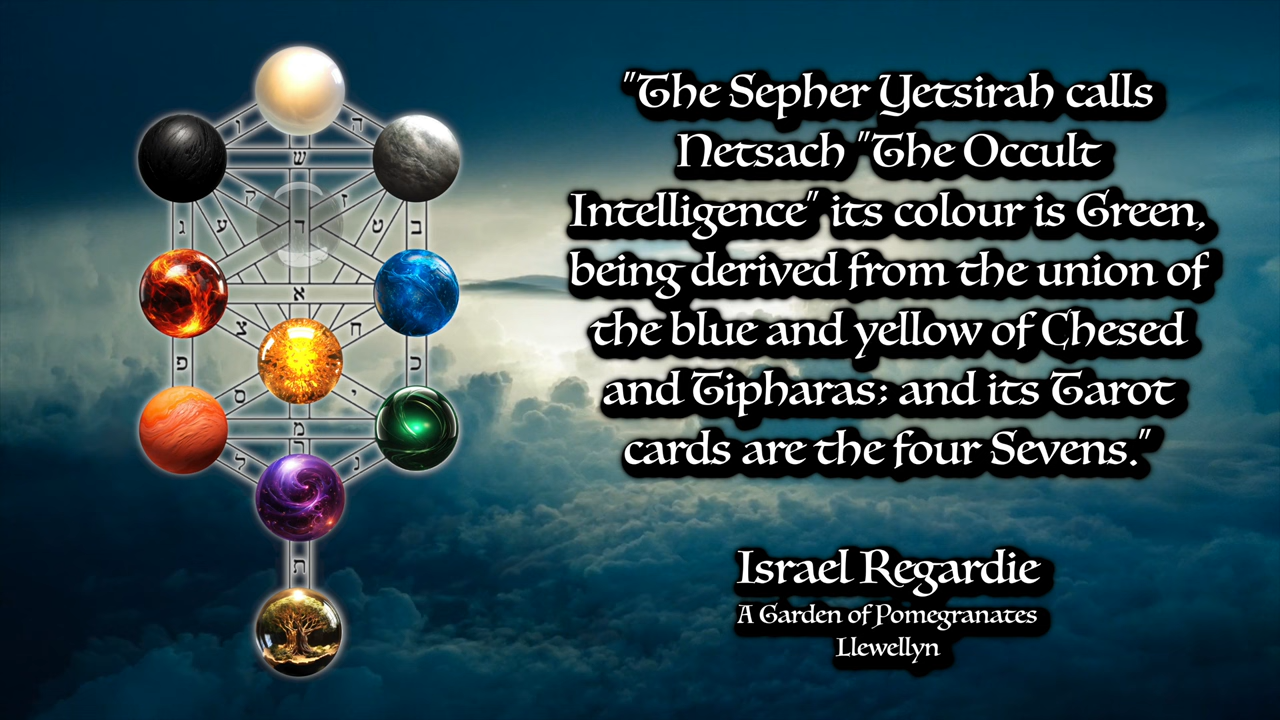 ו ה
ש
ק ז
ג ע ד ט ב
א
צ ח
פ כ
ס י
מ
ר
ל נ
ת
"The Sepher Yetsirah calls
Netsach "The Occult
Intelligence" its colour is Green,
being derived from the union of
the blue and yellow of Chesed
and Tipharas; and its Tarot
cards are the four Sevens."
Israel Regardie
A Garden of Pomegranates
Llewellyn